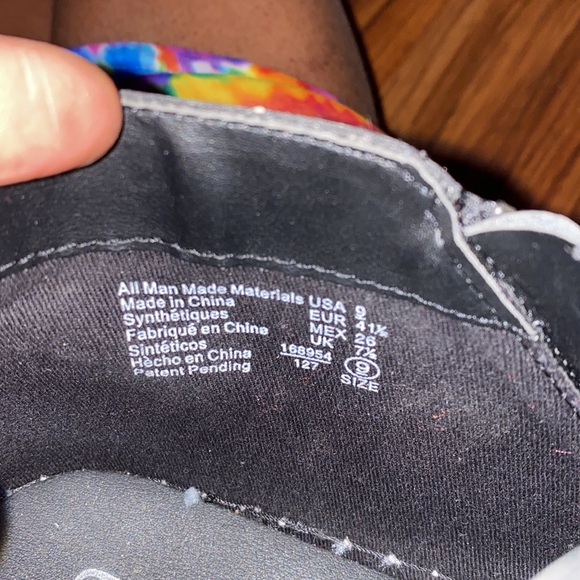 All Man Made Materials USA 9
Made in China EUR 41½
Synthétiques MEX 26
Fabriqué en China UK 7½
Sintéticos 168954 9
Hecho en China 127 SIZE
Patent Pending